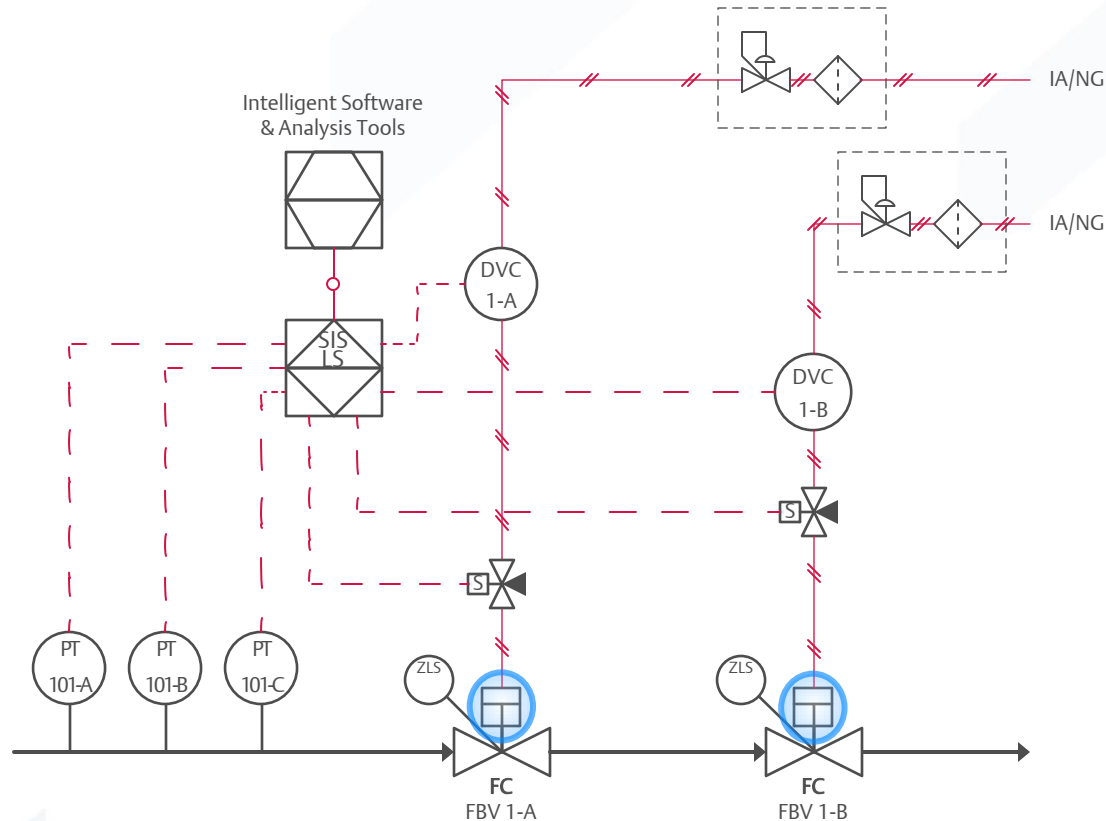 IA/NG
Intelligent Software
& Analysis Tools
IA/NG
DVC
1-A
SIS
LS
DVC
1-B
S
S
PT
101-A
PT
101-B
PT
101-C
ZLS
ZLS
FC
FBV 1-A
FC
FBV 1-B